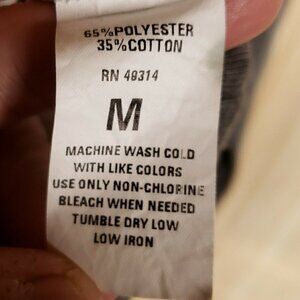 65%POLYESTER
35%COTTON
RN 49314
M
MACHINE WASH COLD
WITH LIKE COLORS
USE ONLY NON-CHLORINE
BLEACH WHEN NEEDED
TUMBLE DRY LOW
LOW IRON